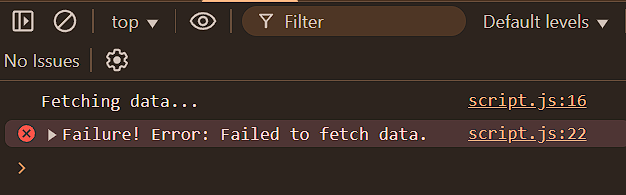 top Filter Default levels
No Issues
Fetching data... script.js:16
Failure! Error: Failed to fetch data. script.js:22